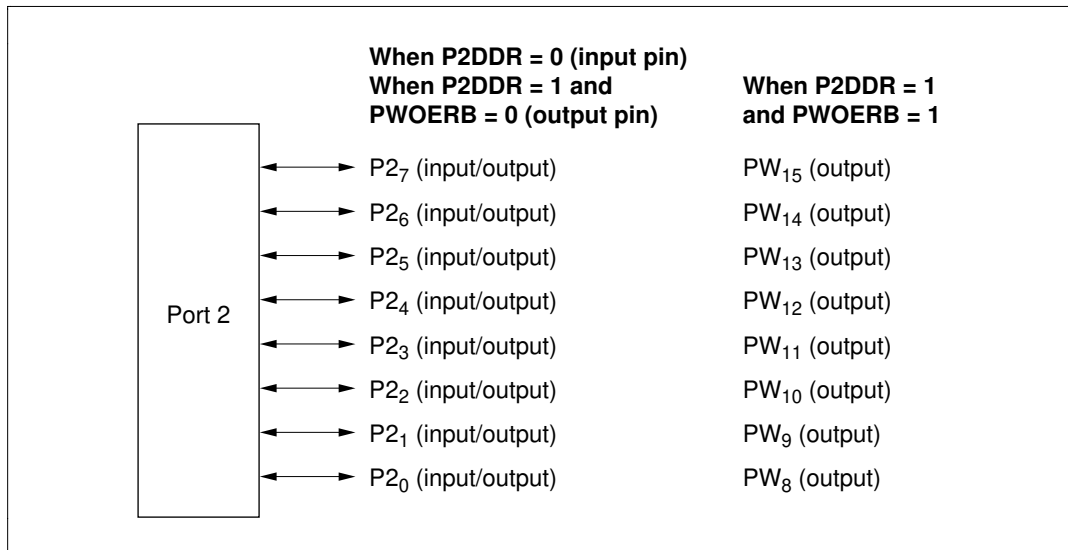 When P2DDR = 0 (input pin)
When P2DDR = 1 and
PWOERB = 0 (output pin)
When P2DDR = 1
and PWOERB = 1
Port 2
P2₇ (input/output) PW₁₅ (output)
P2₆ (input/output) PW₁₄ (output)
P2₅ (input/output) PW₁₃ (output)
P2₄ (input/output) PW₁₂ (output)
P2₃ (input/output) PW₁₁ (output)
P2₂ (input/output) PW₁₀ (output)
P2₁ (input/output) PW₉ (output)
P2₀ (input/output) PW₈ (output)